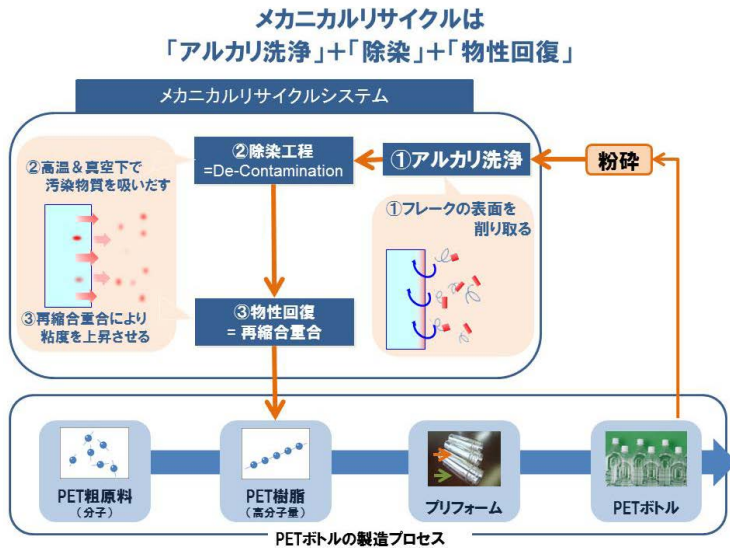 メカニカルリサイクルは
「アルカリ洗浄」+「除染」+「物性回復」
メカニカルリサイクルシステム
②高温&真空下で
汚染物質を吸いだす
②除染工程
=De-Contamination
①アルカリ洗浄
粉砕
①フレークの表面を
削り取る
③再縮合重合により
粘度を上昇させる
③物性回復
= 再縮合重合
PET粗原料
(分子)
PET樹脂
(高分子量)
プリフォーム
PETボトル
PETボトルの製造プロセス